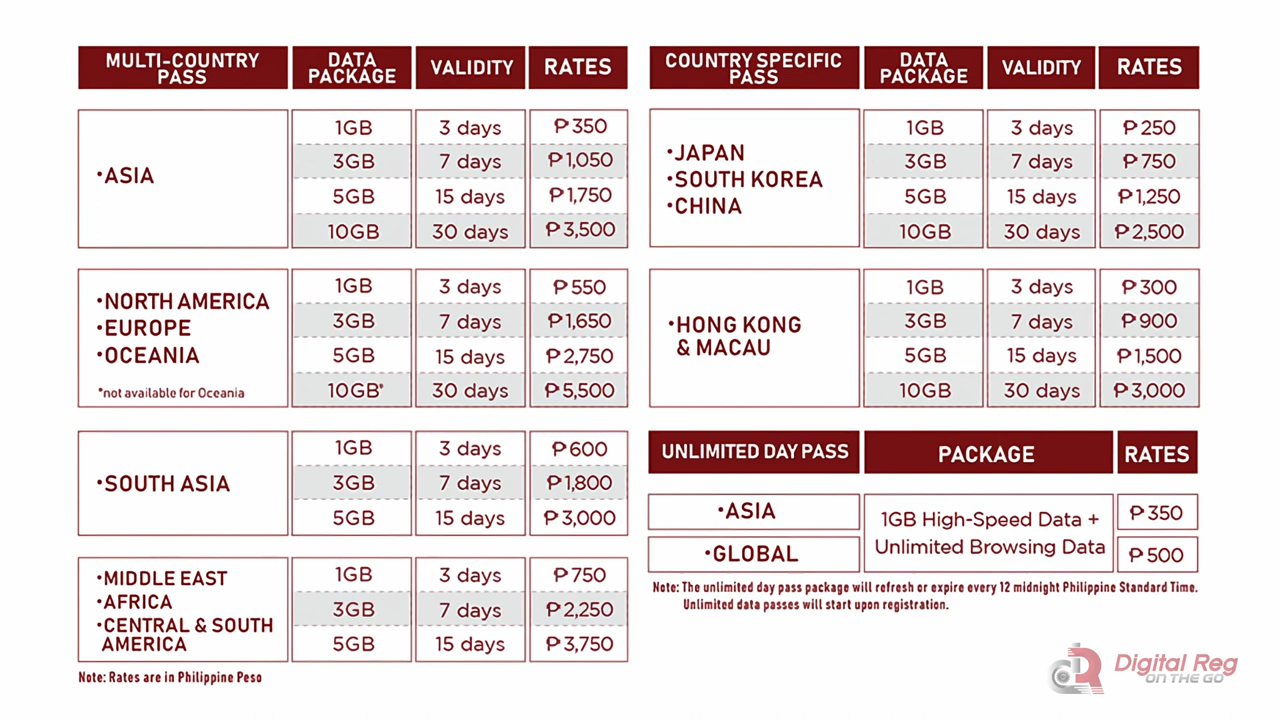 MULTI-COUNTRY PASS DATA PACKAGE VALIDITY RATES
•ASIA
1GB 3 days ₱350
3GB 7 days ₱1,050
5GB 15 days ₱1,750
10GB 30 days ₱3,500
•NORTH AMERICA
•EUROPE
•OCEANIA
*not available for Oceania
1GB 3 days ₱550
3GB 7 days ₱1,650
5GB 15 days ₱2,750
10GB* 30 days ₱5,500
•SOUTH ASIA
1GB 3 days ₱600
3GB 7 days ₱1,800
5GB 15 days ₱3,000
•MIDDLE EAST
•AFRICA
•CENTRAL & SOUTH
AMERICA
1GB 3 days ₱750
3GB 7 days ₱2,250
5GB 15 days ₱3,750
Note: Rates are in Philippine Peso
COUNTRY SPECIFIC PASS DATA PACKAGE VALIDITY RATES
•JAPAN
•SOUTH KOREA
•CHINA
1GB 3 days ₱250
3GB 7 days ₱750
5GB 15 days ₱1,250
10GB 30 days ₱2,500
•HONG KONG
& MACAU
1GB 3 days ₱300
3GB 7 days ₱900
5GB 15 days ₱1,500
10GB 30 days ₱3,000
UNLIMITED DAY PASS PACKAGE RATES
•ASIA
•GLOBAL
1GB High-Speed Data +
Unlimited Browsing Data
₱350
₱500
Note: The unlimited day pass package will refresh or expire every 12 midnight Philippine Standard Time.
Unlimited data passes will start upon registration.
Digital Reg
ON THE GO